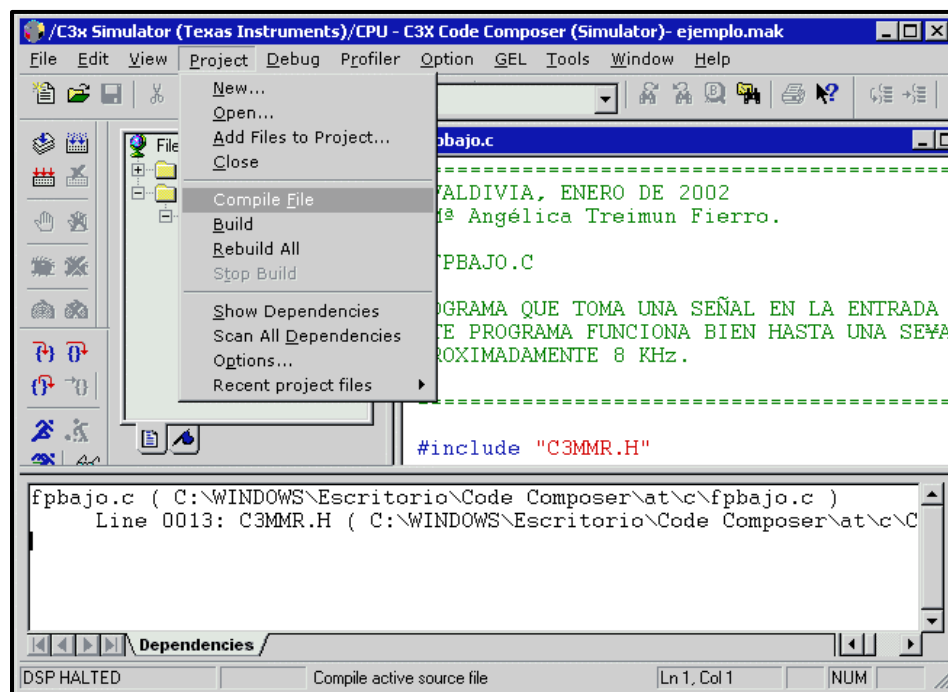 /C3x Simulator (Texas Instruments)/CPU - C3X Code Composer (Simulator)- ejemplo.mak
File Edit View Project Debug Profiler Option GEL Tools Window Help
New...
Open...
Add Files to Project...
Close
Compile File
Build
Rebuild All
Stop Build
Show Dependencies
Scan All Dependencies
Options...
Recent project files
File
pbajo.c
VALDIVIA, ENERO DE 2002
Mª Angélica Treimun Fierro.
FPBAJO.C
OGRAMA QUE TOMA UNA SEÑAL EN LA ENTRADA
TE PROGRAMA FUNCIONA BIEN HASTA UNA SE¥A
ROXIMADAMENTE 8 KHz.
#include "C3MMR.H"
fpbajo.c ( C:\WINDOWS\Escritorio\Code Composer\at\c\fpbajo.c )
Line 0013: C3MMR.H ( C:\WINDOWS\Escritorio\Code Composer\at\c\C
Dependencies
DSP HALTED Compile active source file Ln 1, Col 1 NUM